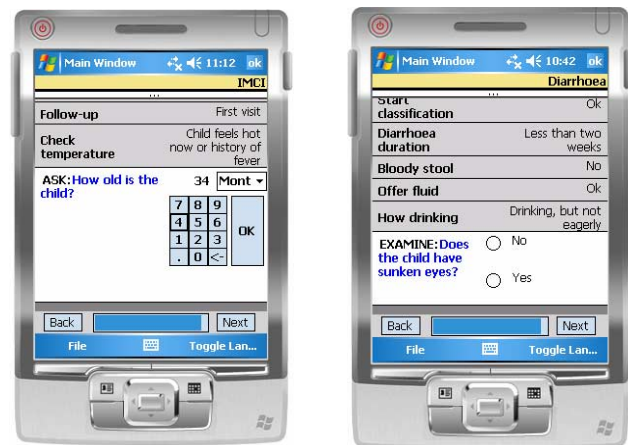 Main Window 11:12 ok
IMCI
Follow-up First visit
Check temperature Child feels hot now or history of fever
ASK:How old is the child? 34 Mont
7 8 9
4 5 6 OK
1 2 3
. 0 <-
Back Next
File Toggle Lan...
Main Window 10:42 ok
Diarrhoea
Start classification Ok
Diarrhoea duration Less than two weeks
Bloody stool No
Offer fluid Ok
How drinking Drinking, but not eagerly
EXAMINE:Does the child have sunken eyes? No
Yes
Back Next
File Toggle Lan...